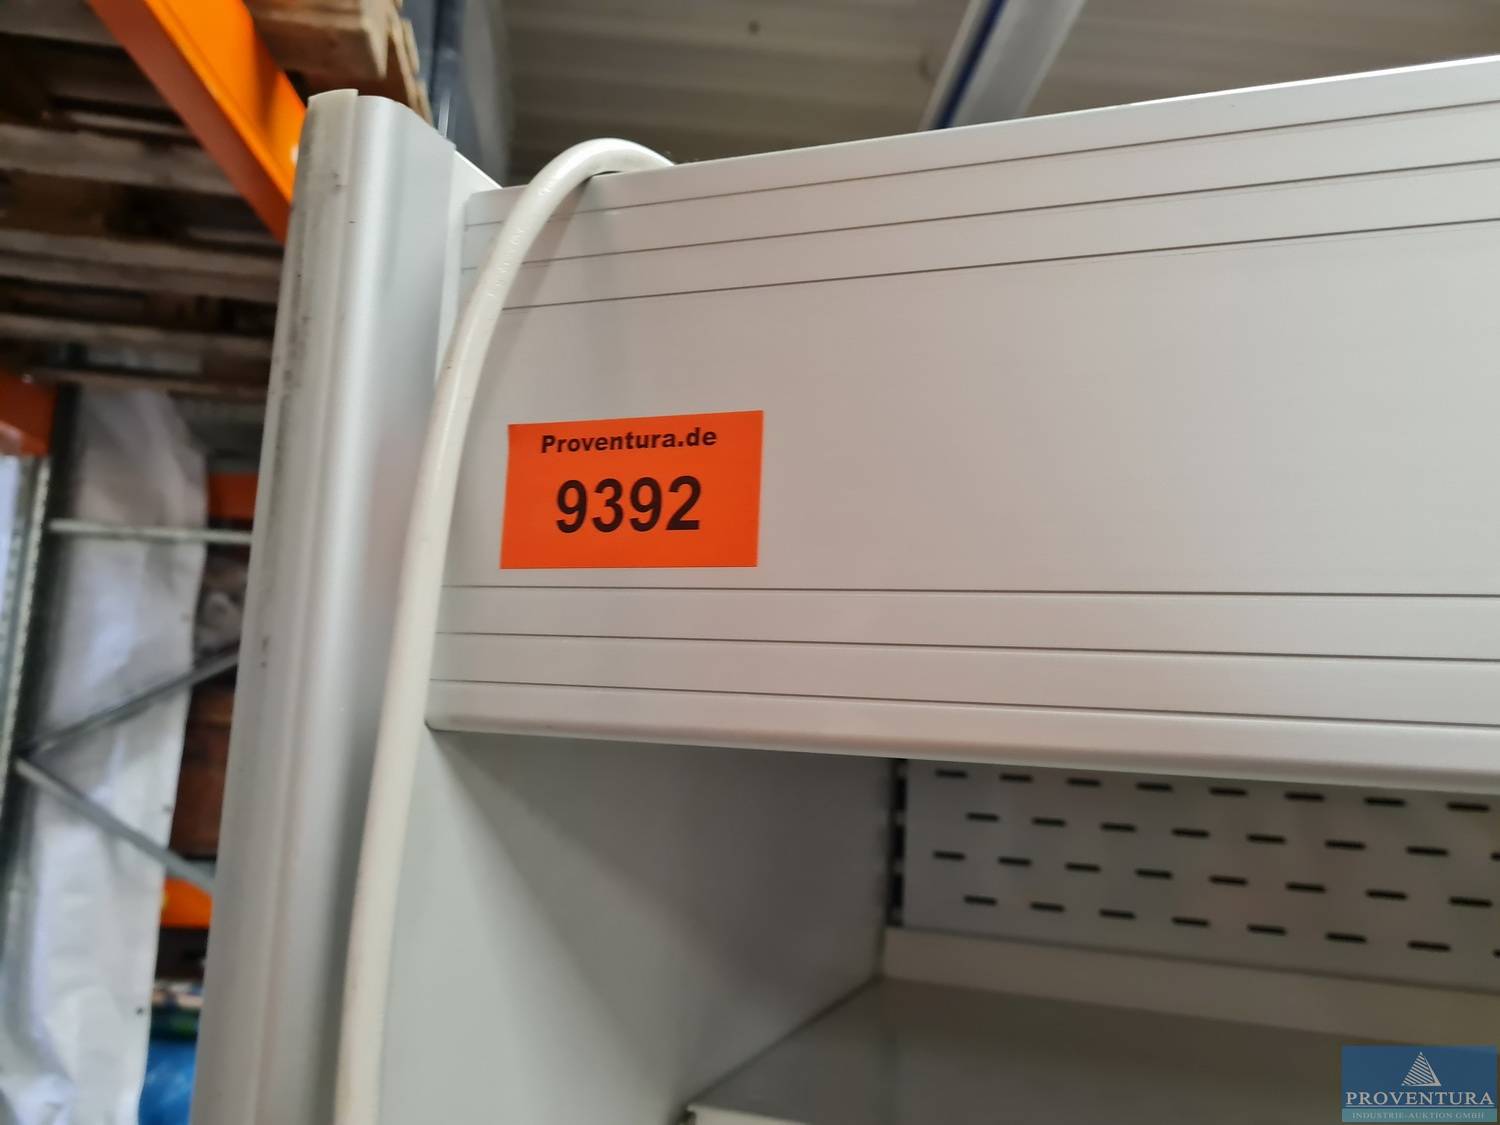 Proventura.de
9392
PROVENTURA
INDUSTRIE-AUKTION GMBH